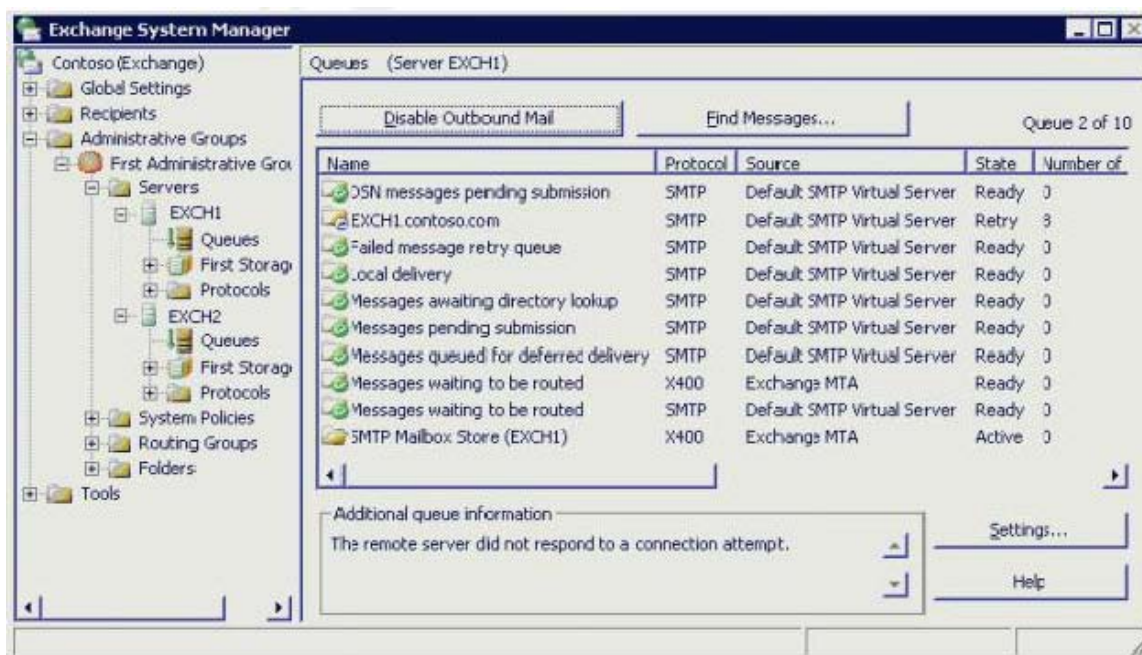 Exchange System Manager
Contoso (Exchange)
Global Settings
Recipients
Administrative Groups
First Administrative Grou
Servers
EXCH1
Queues
First Storag
Protocols
EXCH2
Queues
First Storag
Protocols
System Policies
Routing Groups
Folders
Tools
Queues (Server EXCH1)
Disable Outbound Mail
Find Messages...
Queue 2 of 10
Name Protocol Source State Number of
DSN messages pending submission SMTP Default SMTP Virtual Server Ready 0
EXCH1.contoso.com SMTP Default SMTP Virtual Server Retry
Failed message retry queue SMTP Default SMTP Virtual Server Ready 0
Local delivery SMTP Default SMTP Virtual Server Ready 0
Messages awaiting directory lookup SMTP Default SMTP Virtual Server Ready 0
Messages pending submission SMTP Default SMTP Virtual Server Ready 0
Messages queued for deferred delivery SMTP Default SMTP Virtual Server Ready 0
Messages waiting to be routed X400 Exchange MTA Ready 0
Messages waiting to be routed SMTP Default SMTP Virtual Server Ready 0
SMTP Mailbox Store (EXCH1) X400 Exchange MTA Active 0
Additional queue information
The remote server did not respond to a connection attempt.
Settings...
Help